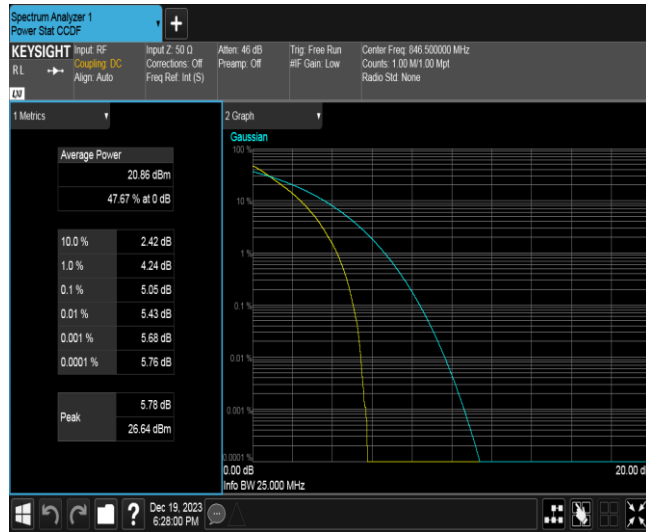 Spectrum Analyzer 1
Power Stat CCDF
+
KEYSIGHT
RL
LXI
Input: RF
Coupling: DC
Align: Auto
Input Z: 50 Ω
Corrections: Off
Freq Ref: Int (S)
Atten: 46 dB
Preamp: Off
Trig: Free Run
#IF Gain: Low
Center Freq: 846.500000 MHz
Counts: 1.00 M/1.00 Mpt
Radio Std: None
1 Metrics
Average Power
20.86 dBm
47.67 % at 0 dB
10.0 % 2.42 dB
1.0 % 4.24 dB
0.1 % 5.05 dB
0.01 % 5.43 dB
0.001 % 5.68 dB
0.0001 % 5.76 dB
Peak
5.78 dB
26.64 dBm
2 Graph
Gaussian
100 %
10 %
1 %
0.1 %
0.01 %
0.001 %
0.0001 %
0.00 dB
20.00 d
Info BW 25.000 MHz
?
Dec 19, 2023
6:28:00 PM